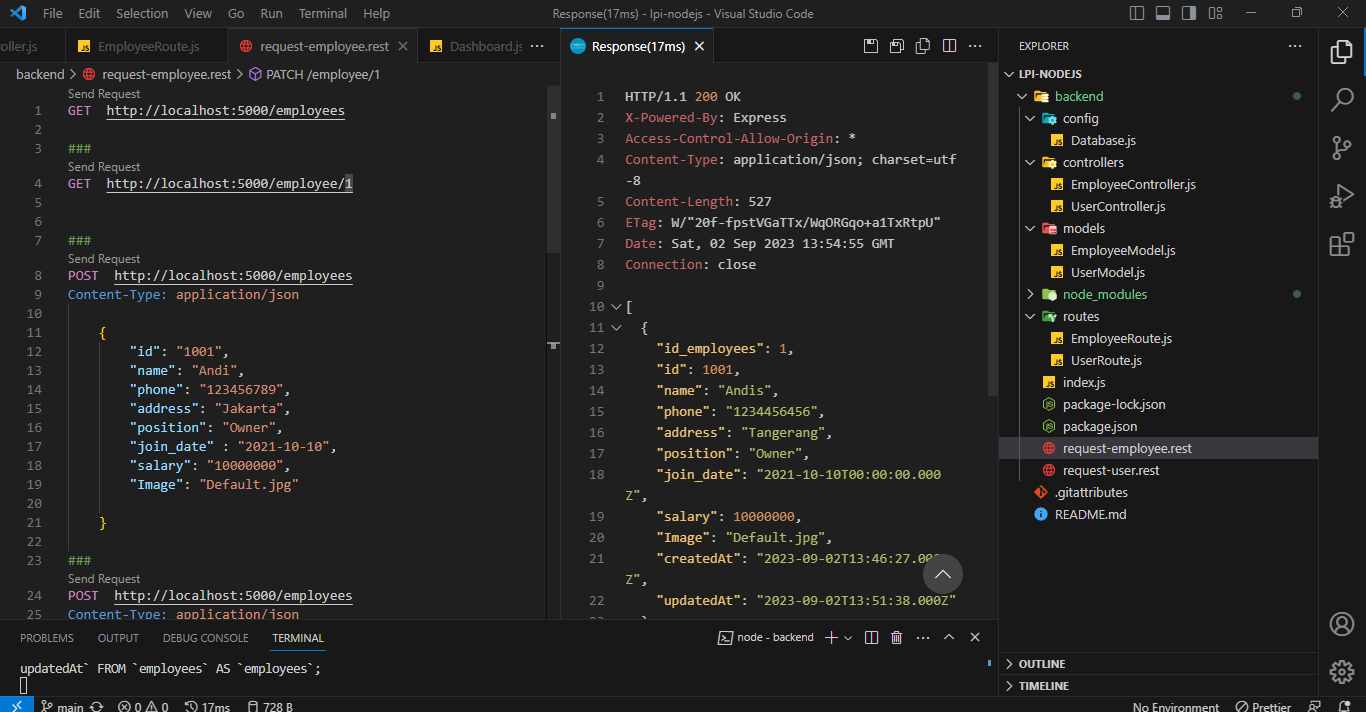 File Edit Selection View Go Run Terminal Help
Response(17ms) - lpi-nodejs - Visual Studio Code
oller.js
EmployeeRoute.js
request-employee.rest
Dashboard.js
backend > request-employee.rest > PATCH /employee/1
Send Request
1 GET http://localhost:5000/employees
2
3 ###
Send Request
4 GET http://localhost:5000/employee/1
5
6
7 ###
Send Request
8 POST http://localhost:5000/employees
9 Content-Type: application/json
10
11 {
12 "id": "1001",
13 "name": "Andi",
14 "phone": "123456789",
15 "address": "Jakarta",
16 "position": "Owner",
17 "join_date" : "2021-10-10",
18 "salary": "10000000",
19 "Image": "Default.jpg"
20
21 }
22
23 ###
Send Request
24 POST http://localhost:5000/employees
25 Content-Type: application/json
Response(17ms)
1 HTTP/1.1 200 OK
2 X-Powered-By: Express
3 Access-Control-Allow-Origin: *
4 Content-Type: application/json; charset=utf
-8
5 Content-Length: 527
6 ETag: W/"20f-fpstVGaTTx/WqORGqo+a1TxRtpU"
7 Date: Sat, 02 Sep 2023 13:54:55 GMT
8 Connection: close
9
10 [
11 {
12 "id_employees": 1,
13 "id": 1001,
14 "name": "Andis",
15 "phone": "1234456456",
16 "address": "Tangerang",
17 "position": "Owner",
18 "join_date": "2021-10-10T00:00:00.000
Z",
19 "salary": 10000000,
20 "Image": "Default.jpg",
21 "createdAt": "2023-09-02T13:46:27.000
Z",
22 "updatedAt": "2023-09-02T13:51:38.000Z"
EXPLORER
LPI-NODEJS
backend
config
Database.js
controllers
EmployeeController.js
UserController.js
models
EmployeeModel.js
UserModel.js
node_modules
routes
EmployeeRoute.js
UserRoute.js
index.js
package-lock.json
package.json
request-employee.rest
request-user.rest
.gitattributes
README.md
OUTLINE
TIMELINE
PROBLEMS OUTPUT DEBUG CONSOLE TERMINAL
node - backend
updatedAt` FROM `employees` AS `employees`;
main 0 0 17ms 728 B
No Environment Prettier